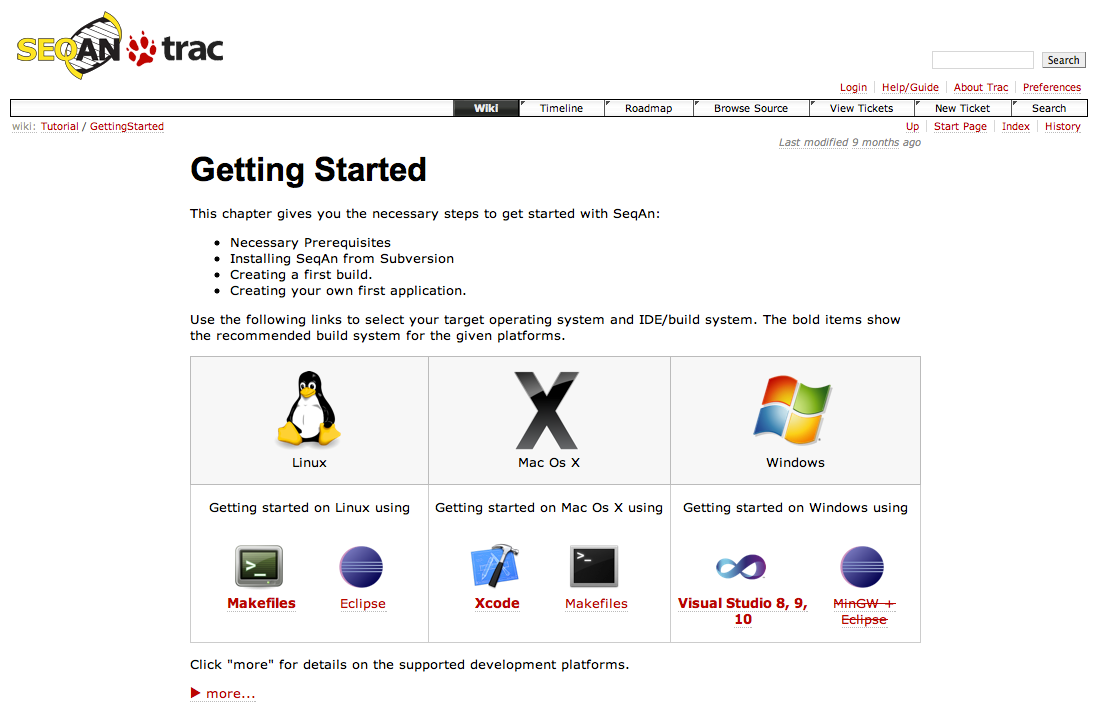 SEQAN trac
Search
Login Help/Guide About Trac Preferences
Wiki Timeline Roadmap Browse Source View Tickets New Ticket Search
wiki: Tutorial / GettingStarted
Up Start Page Index History
Last modified 9 months ago
Getting Started
This chapter gives you the necessary steps to get started with SeqAn:
• Necessary Prerequisites
• Installing SeqAn from Subversion
• Creating a first build.
• Creating your own first application.
Use the following links to select your target operating system and IDE/build system. The bold items show
the recommended build system for the given platforms.
Linux
Mac Os X
Windows
Getting started on Linux using
Makefiles
Eclipse
Getting started on Mac Os X using
Xcode
Makefiles
Getting started on Windows using
Visual Studio 8, 9,
10
MinGW +
Eclipse
Click "more" for details on the supported development platforms.
more...